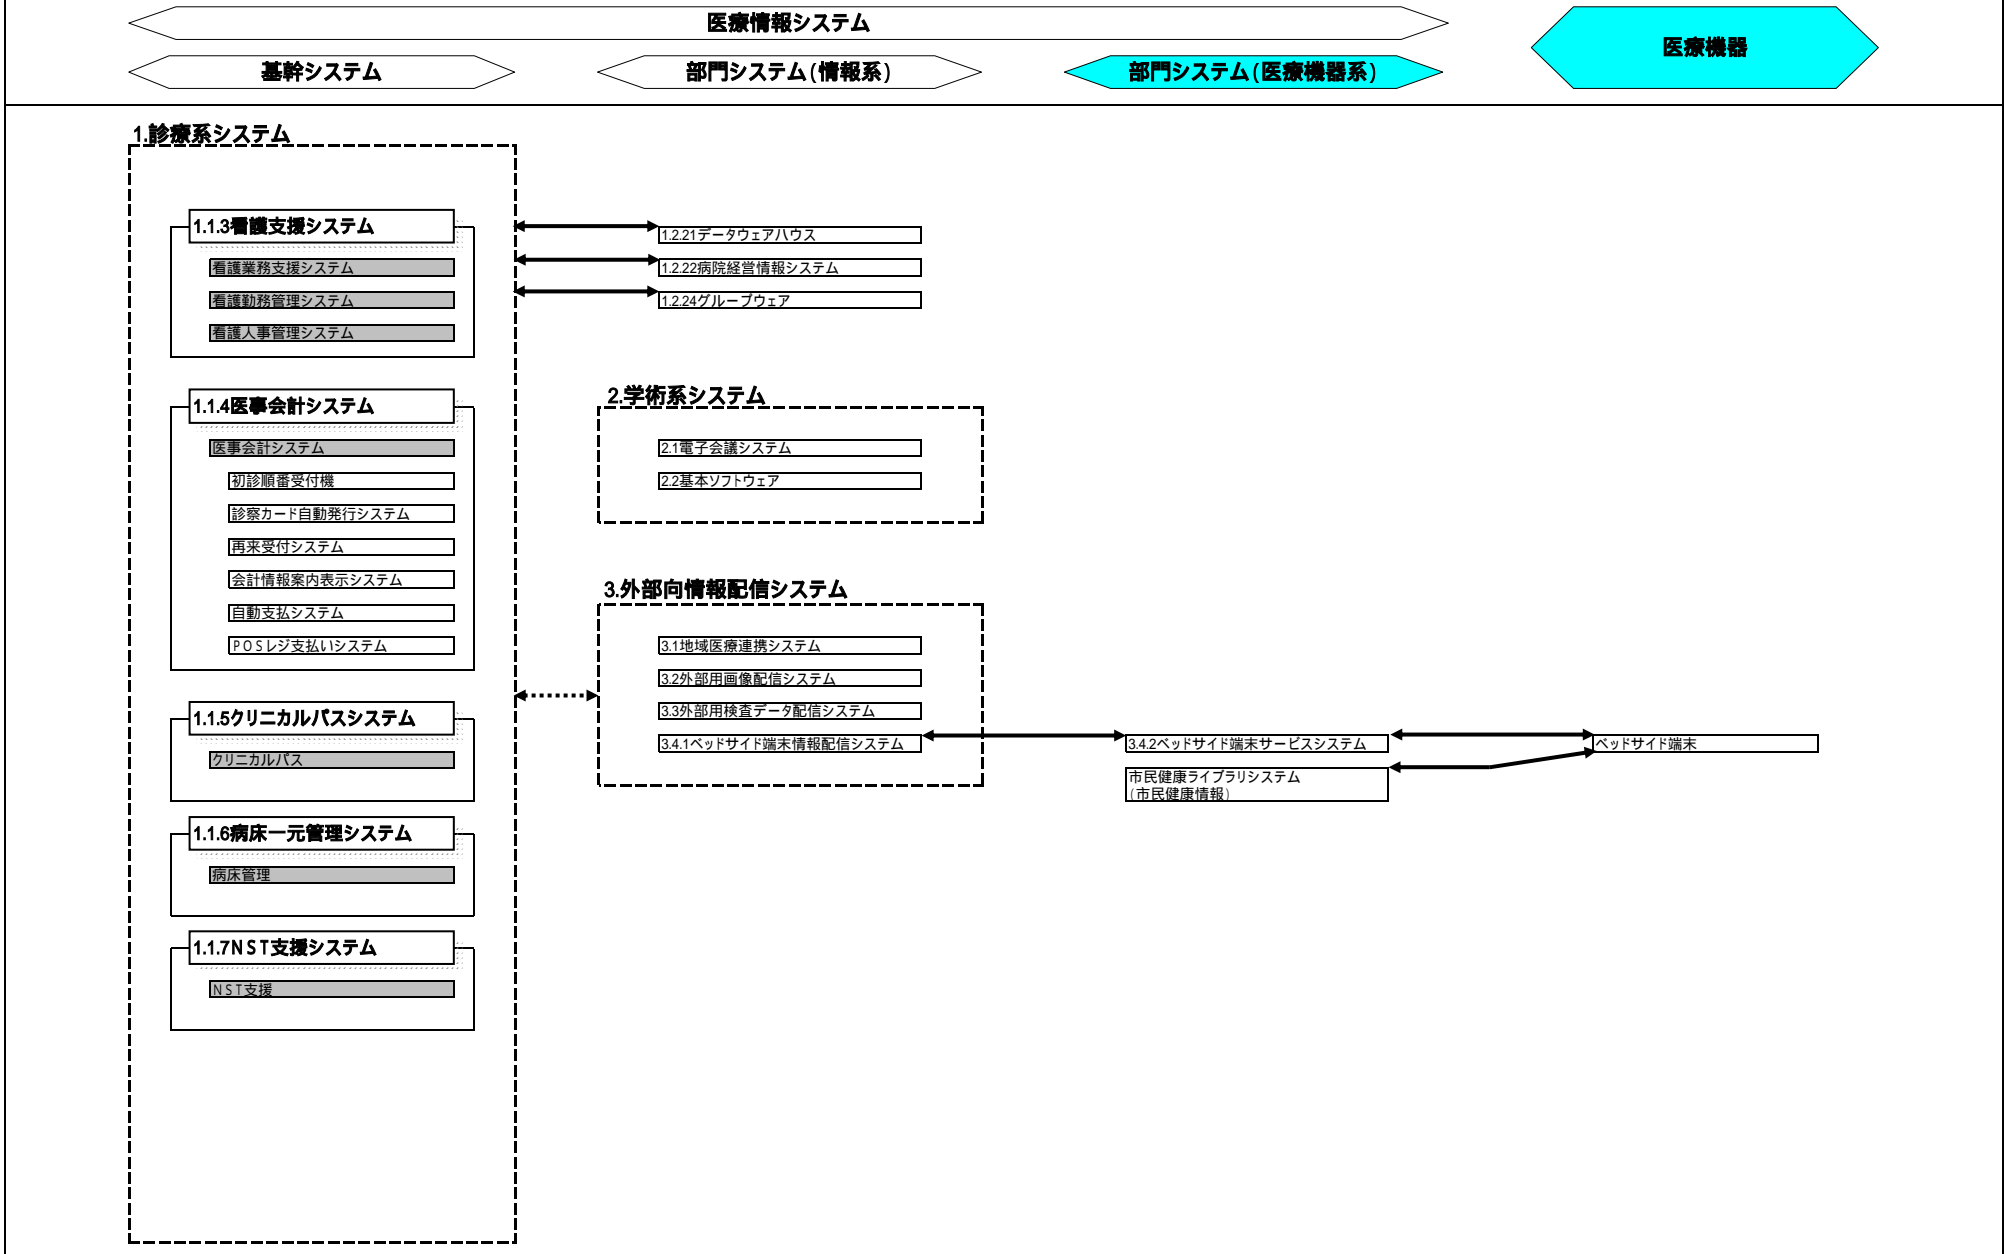 医療情報システム
医療機器
基幹システム
部門システム(情報系)
部門システム(医療機器系)
1.診療系システム
1.1.3看護支援システム
看護業務支援システム
看護勤務管理システム
看護人事管理システム
1.2.21データウェアハウス
1.2.22病院経営情報システム
1.2.24グループウェア
1.1.4医事会計システム
医事会計システム
初診順番受付機
診察カード自動発行システム
再来受付システム
会計情報案内表示システム
自動支払システム
POSレジ支払いシステム
2.学術系システム
2.1電子会議システム
2.2基本ソフトウェア
3.外部向情報配信システム
3.1地域医療連携システム
3.2外部用画像配信システム
3.3外部用検査データ配信システム
3.4.1ベッドサイド端末情報配信システム
3.4.2ベッドサイド端末サービスシステム
ベッドサイド端末
市民健康ライブラリシステム
(市民健康情報)
1.1.5クリニカルパスシステム
クリニカルパス
1.1.6病床一元管理システム
病床管理
1.1.7NST支援システム
NST支援